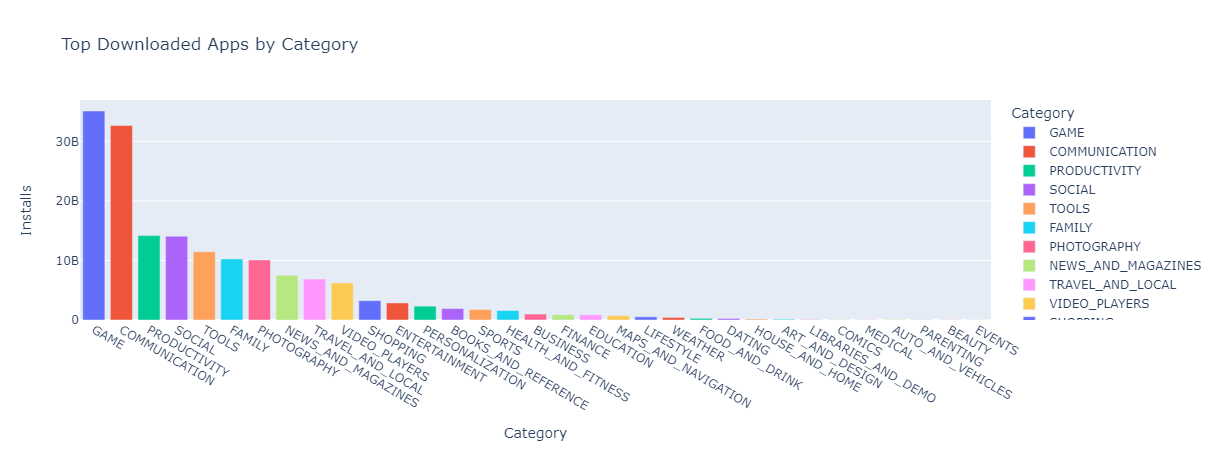 Top Downloaded Apps by Category
Installs
30B
20B
10B
0
GAME
COMMUNICATION
PRODUCTIVITY
SOCIAL
TOOLS
FAMILY
PHOTOGRAPHY
NEWS_AND_MAGAZINES
TRAVEL_AND_LOCAL
VIDEO_PLAYERS
SHOPPING
ENTERTAINMENT
PERSONALIZATION
BOOKS_AND_REFERENCE
SPORTS
HEALTH_AND_FITNESS
BUSINESS
FINANCE
EDUCATION
MAPS_AND_NAVIGATION
LIFESTYLE
WEATHER
FOOD_AND_DRINK
DATING
HOUSE_AND_HOME
ART_AND_DESIGN
LIBRARIES_AND_DEMO
COMICS
MEDICAL
AUTO_AND_VEHICLES
PARENTING
BEAUTY
EVENTS
Category
Category
GAME
COMMUNICATION
PRODUCTIVITY
SOCIAL
TOOLS
FAMILY
PHOTOGRAPHY
NEWS_AND_MAGAZINES
TRAVEL_AND_LOCAL
VIDEO_PLAYERS